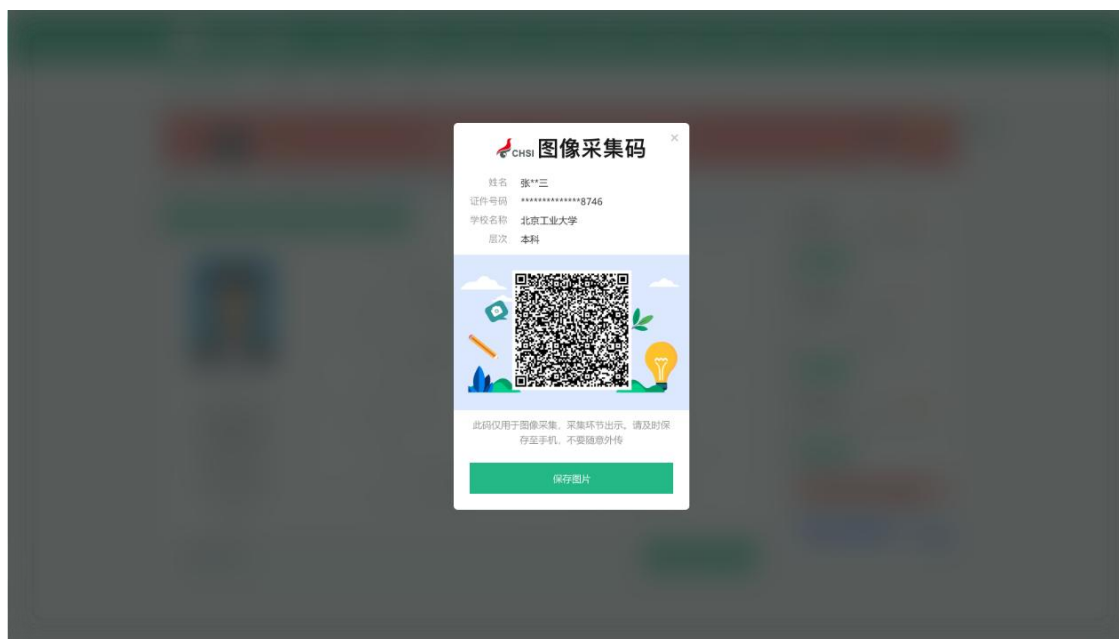 CHSI 图像采集码
×
姓名 张**三
证件号码 **************8746
学校名称 北京工业大学
层次 本科
此码仅用于图像采集，采集环节出示，请及时保
存至手机，不要随意外传
保存图片